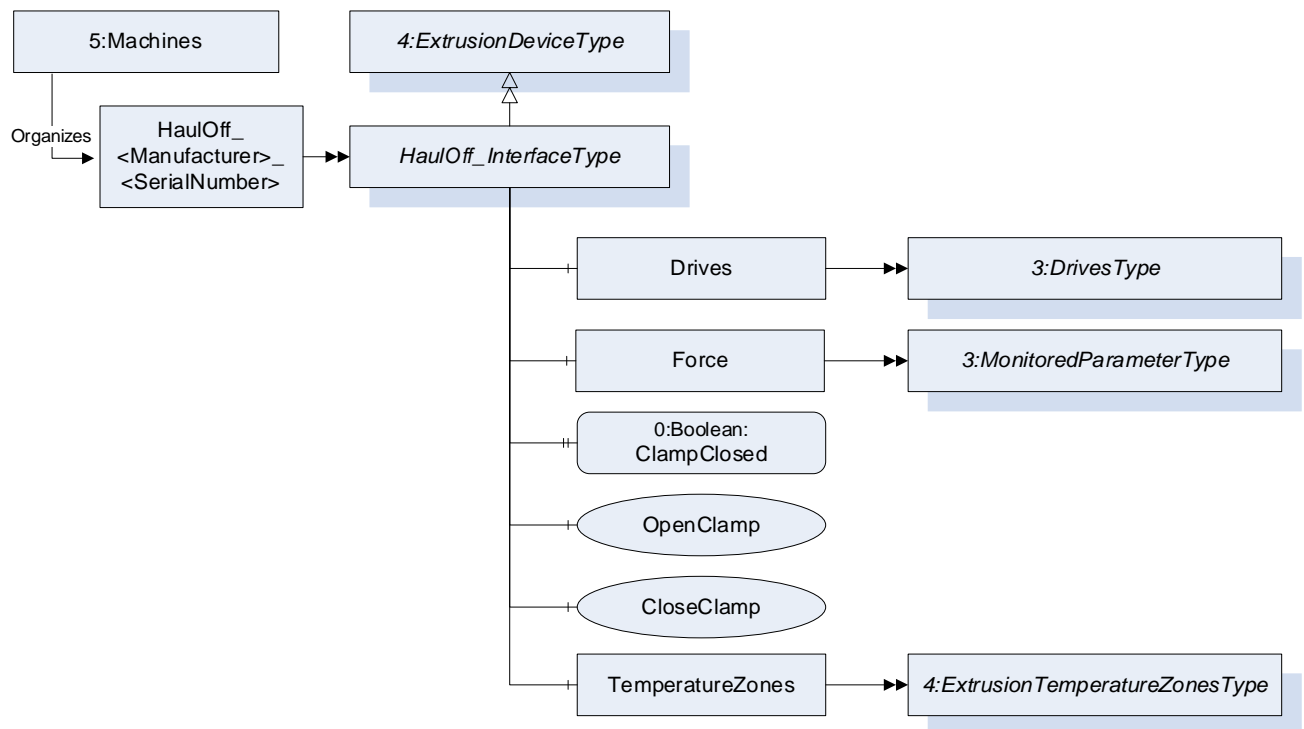 5:Machines
4:ExtrusionDeviceType
Organizes
HaulOff_
<Manufacturer>_
<SerialNumber>
HaulOff_InterfaceType
Drives
3:DrivesType
Force
3:MonitoredParameterType
0:Boolean:
ClampClosed
OpenClamp
CloseClamp
TemperatureZones
4:ExtrusionTemperatureZonesType